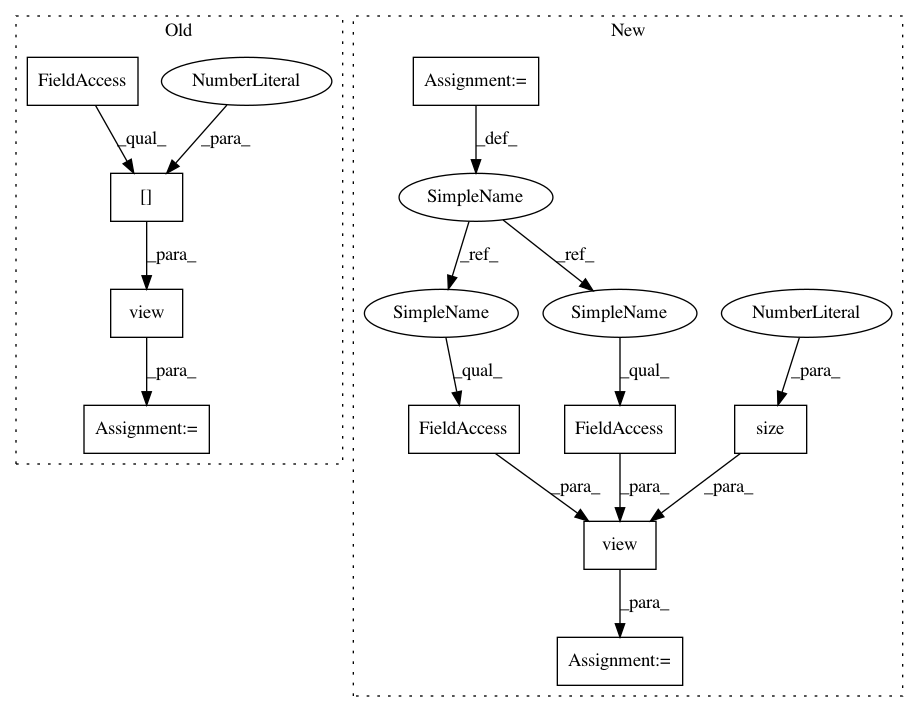 Old
New
FieldAccess
NumberLiteral
Assignment:=
_qual_
_para_
_def_
[]
SimpleName
_para_
_ref_
_ref_
view
SimpleName
SimpleName
NumberLiteral
_para_
_qual_
_qual_
_para_
Assignment:=
FieldAccess
FieldAccess
size
_para_
_para_
_para_
view
_para_
Assignment:=